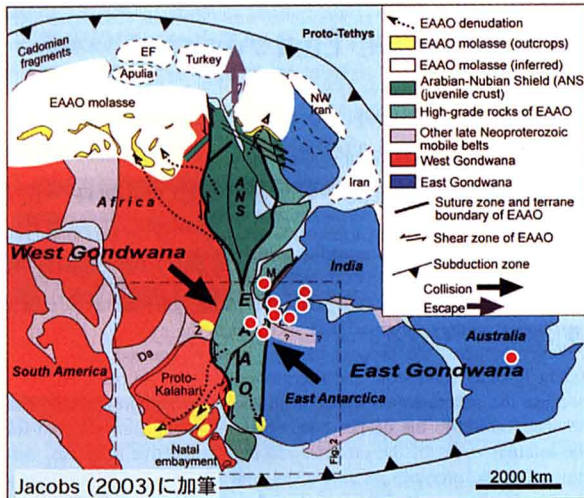 Cadomian
fragments
EF
Turkey
Apulia
Proto-Tethys
EAAO molasse
NW
Iran
Iran
Africa
ANS
West Gondwana
M
India
E
A
A
O
Z
L
?
?
Da
South America
Proto-
Kalahari
Natal
embayment
East Antarctica
East Gondwana
Australia
Fig. 2
EAAO denudation
EAAO molasse (outcrops)
EAAO molasse (inferred)
Arabian-Nubian Shield (ANS)
(juvenile crust)
High-grade rocks of EAAO
Other late Neoproterozoic
mobile belts
West Gondwana
East Gondwana
Suture zone and terrane
boundary of EAAO
Shear zone of EAAO
Subduction zone
Collision
Escape
Jacobs (2003)に加筆
2000 km